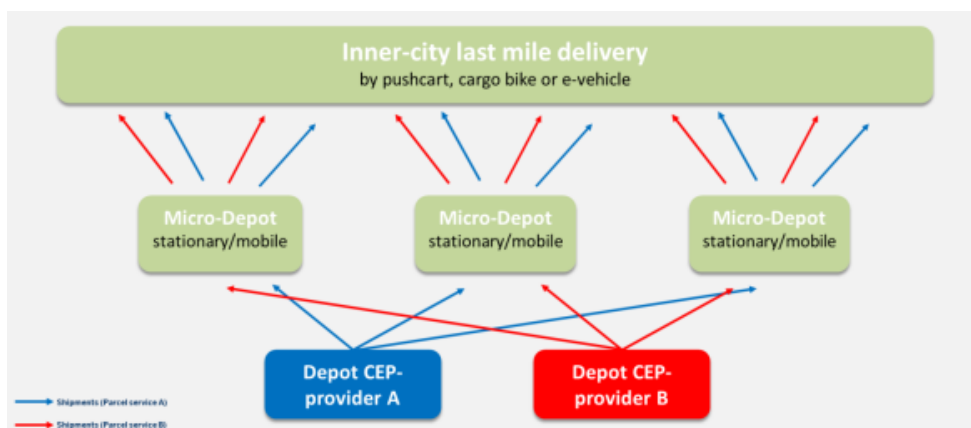 Inner-city last mile delivery
by pushcart, cargo bike or e-vehicle
Micro-Depot
stationary/mobile
Micro-Depot
stationary/mobile
Micro-Depot
stationary/mobile
Depot CEP-
provider A
Depot CEP-
provider B
Shipments (Parcel service A)
Shipments (Parcel service B)